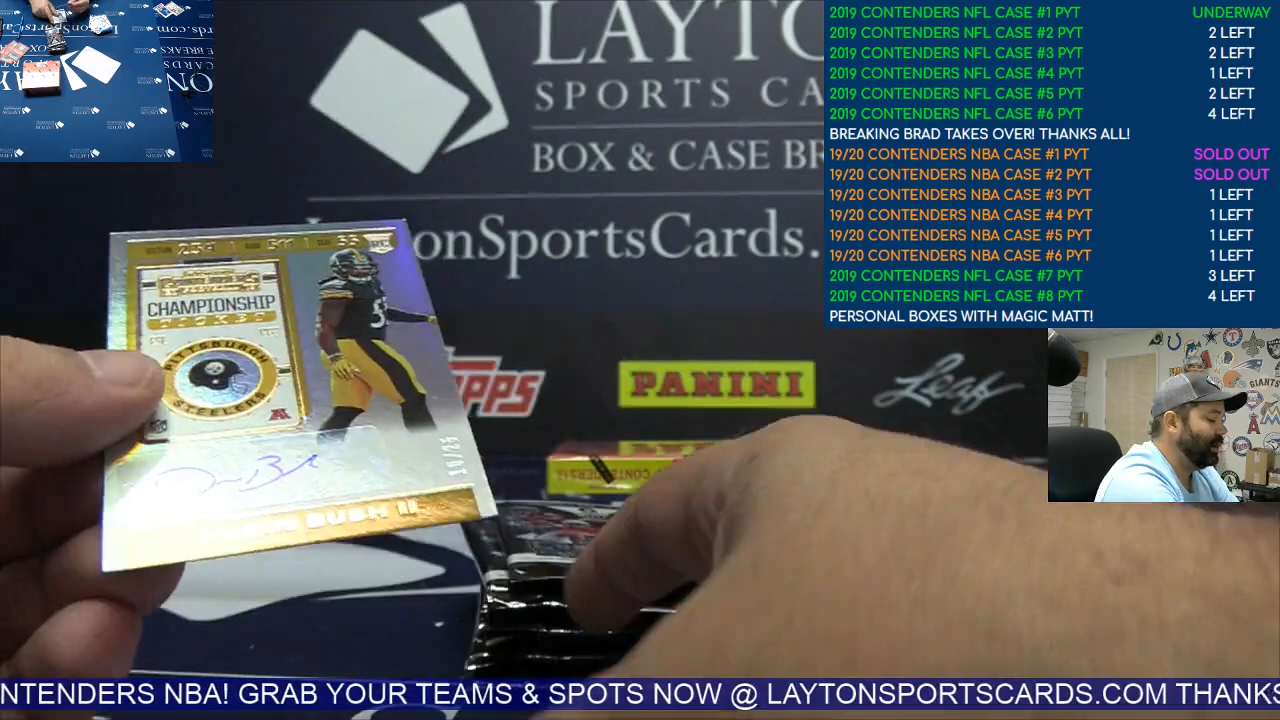 2019 CONTENDERS NFL CASE #1 PYT UNDERWAY
2019 CONTENDERS NFL CASE #2 PYT 2 LEFT
2019 CONTENDERS NFL CASE #3 PYT 2 LEFT
2019 CONTENDERS NFL CASE #4 PYT 1 LEFT
2019 CONTENDERS NFL CASE #5 PYT 2 LEFT
2019 CONTENDERS NFL CASE #6 PYT 4 LEFT
BREAKING BRAD TAKES OVER! THANKS ALL!
19/20 CONTENDERS NBA CASE #1 PYT SOLD OUT
19/20 CONTENDERS NBA CASE #2 PYT SOLD OUT
19/20 CONTENDERS NBA CASE #3 PYT 1 LEFT
19/20 CONTENDERS NBA CASE #4 PYT 1 LEFT
19/20 CONTENDERS NBA CASE #5 PYT 1 LEFT
19/20 CONTENDERS NBA CASE #6 PYT 1 LEFT
2019 CONTENDERS NFL CASE #7 PYT 3 LEFT
2019 CONTENDERS NFL CASE #8 PYT 4 LEFT
PERSONAL BOXES WITH MAGIC MATT!
LAYTO
SPORTS CA
BOX & CASE BR
onSportsCards.
CHAMPIONSHIP
TICKET
PITTSBURGH
STEELERS
BUSH II
TOPPS
PANINI
Leaf
GIANTS
NTENDERS NBA! GRAB YOUR TEAMS & SPOTS NOW @ LAYTONSPORTSCARDS.COM THANKS